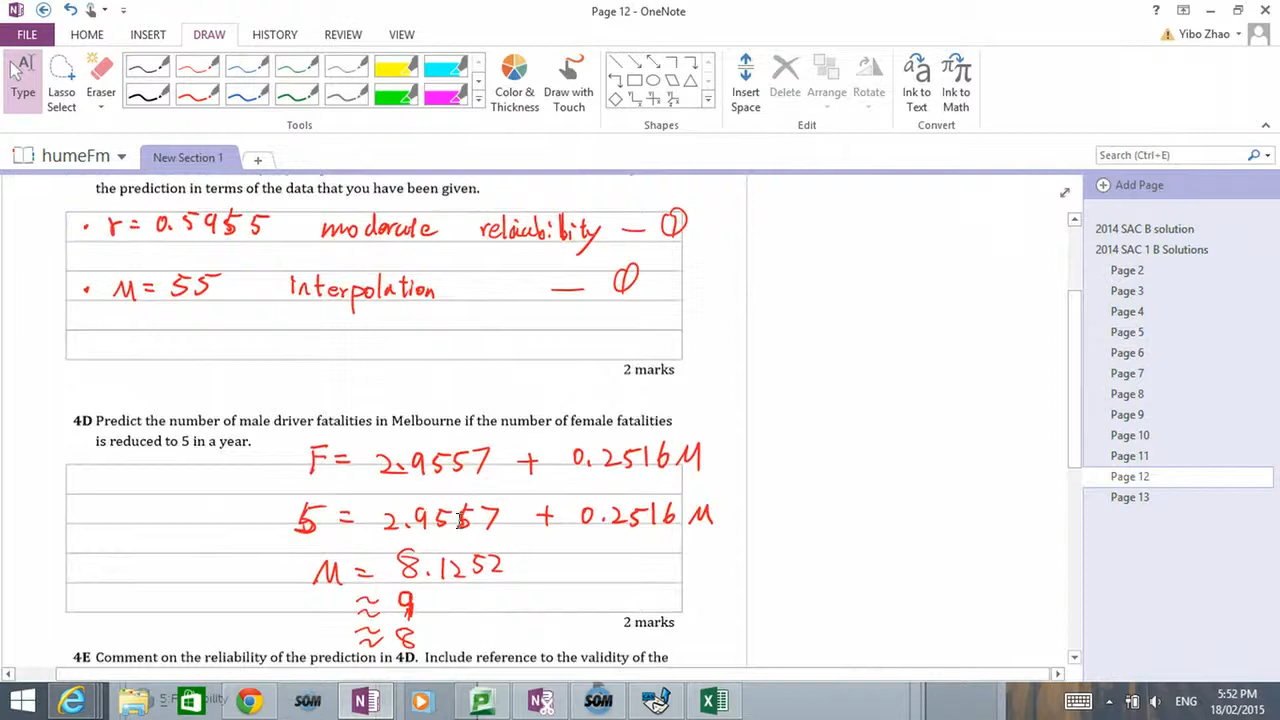 Page 12 - OneNote
FILE HOME INSERT DRAW HISTORY REVIEW VIEW
Yibo Zhao
Type Lasso Select Eraser Color & Thickness Draw with Touch Insert Space Delete Arrange Rotate Ink to Text Ink to Math
Tools Shapes Edit Convert
humeFm New Section 1
Search (Ctrl+E)
Add Page
2014 SAC B solution
2014 SAC 1 B Solutions
Page 2
Page 3
Page 4
Page 5
Page 6
Page 7
Page 8
Page 9
Page 10
Page 11
Page 12
Page 13
the prediction in terms of the data that you have been given.
• r = 0.5955 moderate reliability — ①
• M = 55 interpolation — ①
2 marks
4D Predict the number of male driver fatalities in Melbourne if the number of female fatalities
is reduced to 5 in a year.
F = 2.9557 + 0.2516 M
5 = 2.9557 + 0.2516 M
M = 8.1252
≈ 9
≈ 8
2 marks
4E Comment on the reliability of the prediction in 4D. Include reference to the validity of the
ENG
5:52 PM
18/02/2015